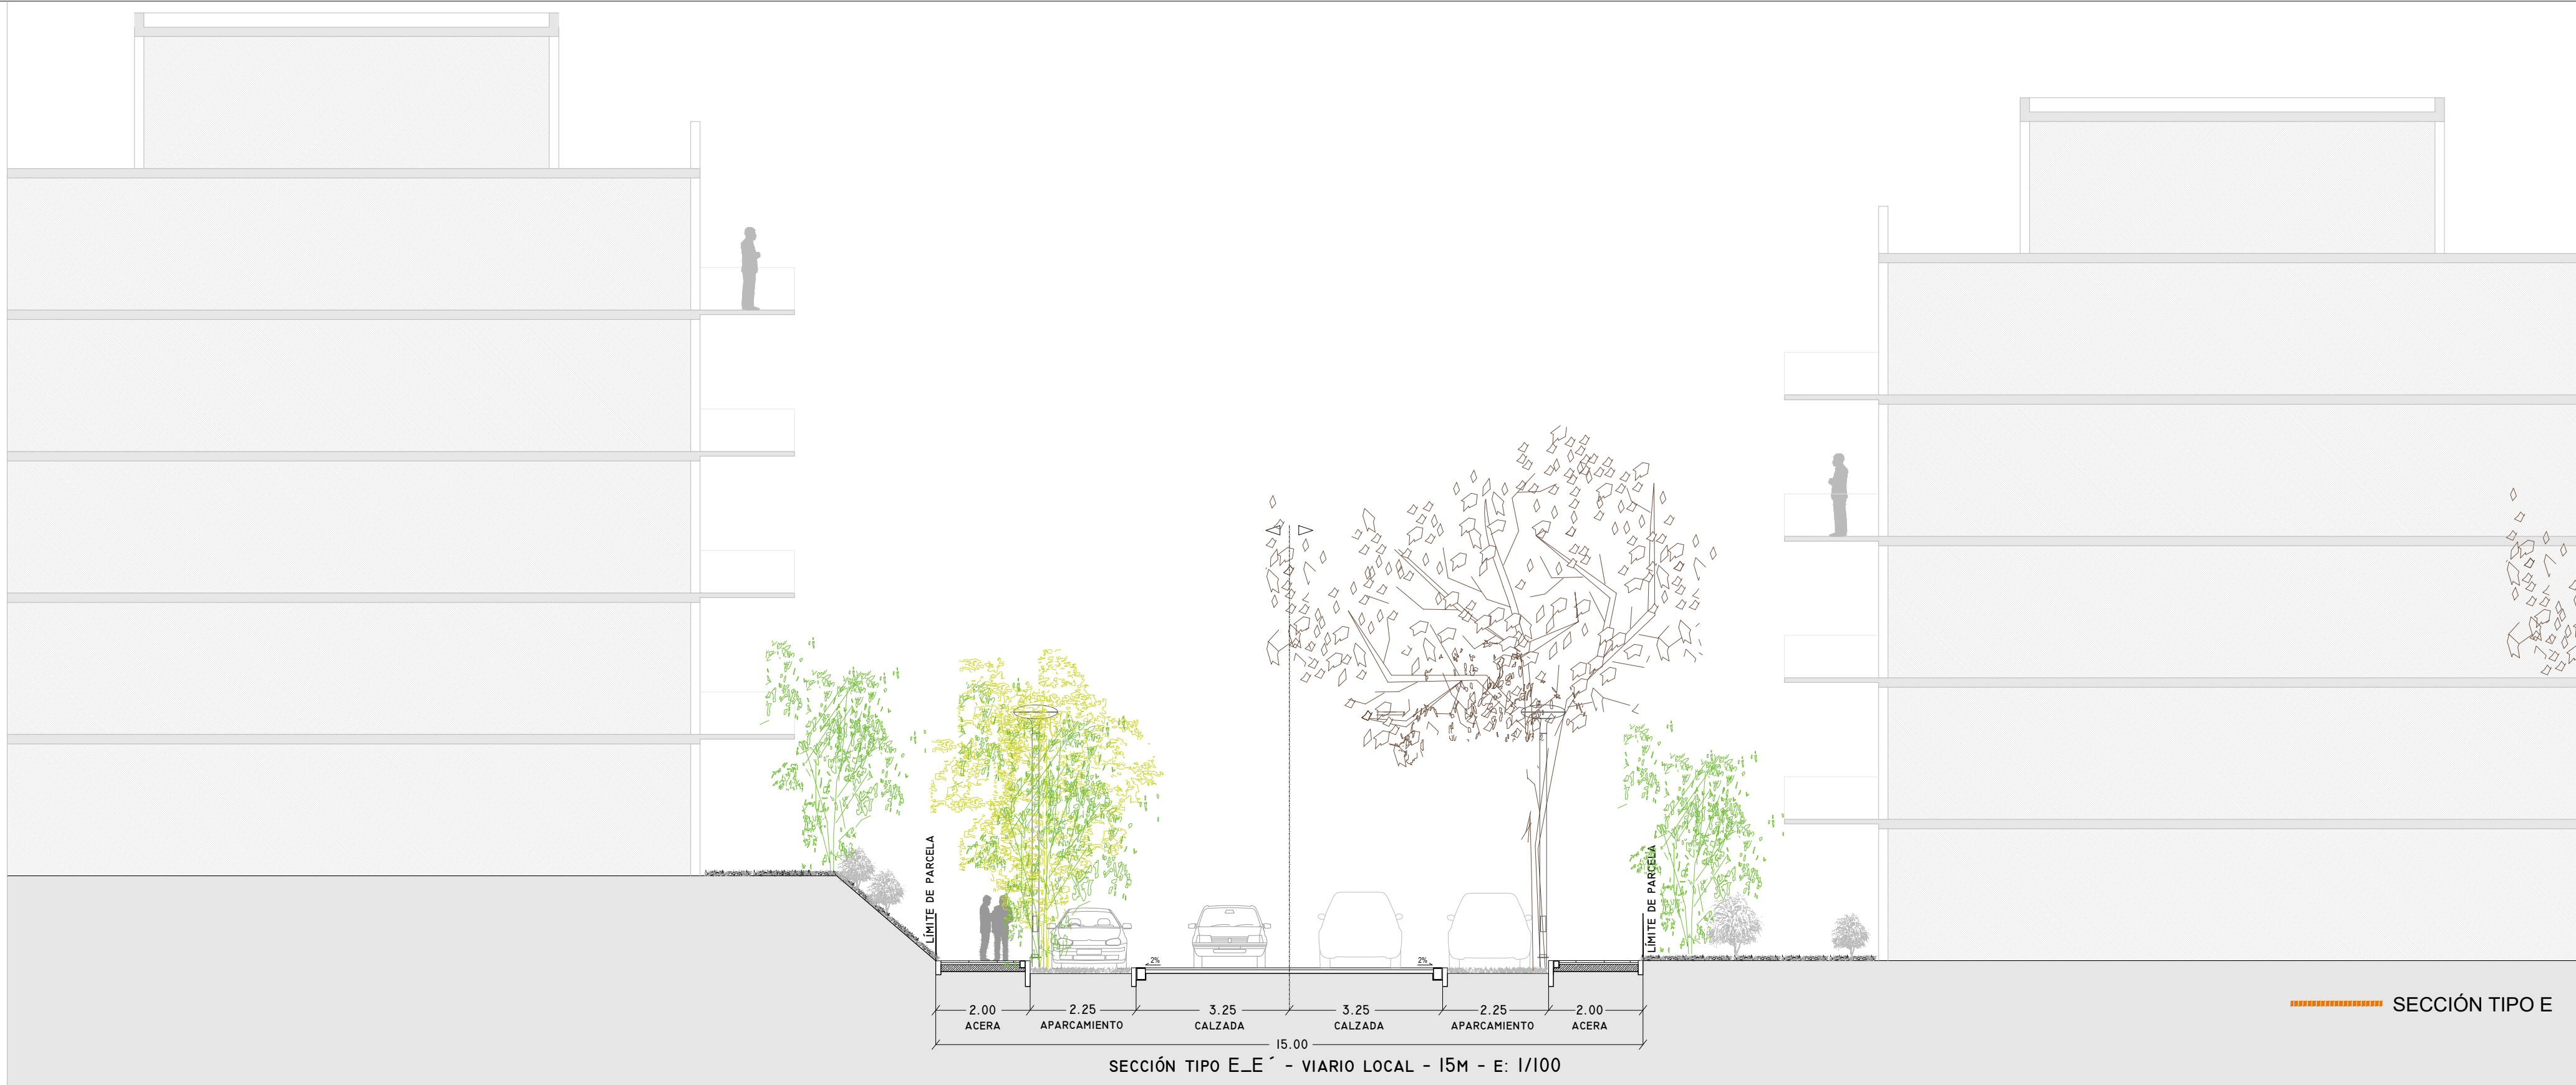 LÍMITE DE PARCELA
LÍMITE DE PARCELA
2%
2%
2.00 2.25 3.25 3.25 2.25 2.00
ACERA APARCAMIENTO CALZADA CALZADA APARCAMIENTO ACERA
15.00
SECCIÓN TIPO E_E´ - VIARIO LOCAL - 15M - E: 1/100
SECCIÓN TIPO E